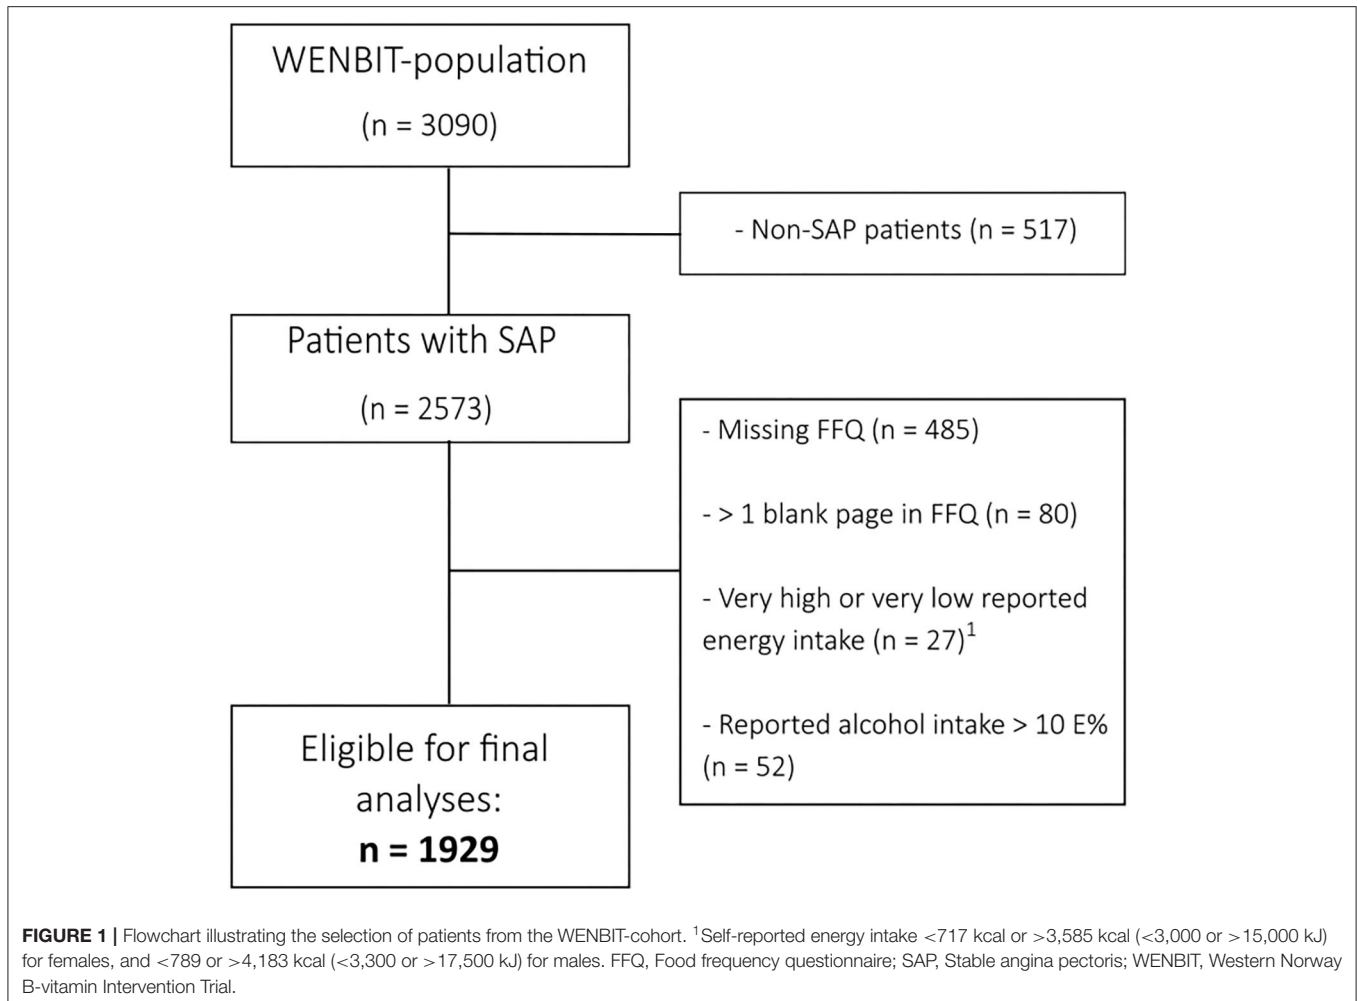 WENBIT-population
(n = 3090)
- Non-SAP patients (n = 517)
Patients with SAP
(n = 2573)
- Missing FFQ (n = 485)
- > 1 blank page in FFQ (n = 80)
- Very high or very low reported
energy intake (n = 27)¹
- Reported alcohol intake > 10 E%
(n = 52)
Eligible for final
analyses:
n = 1929
FIGURE 1 | Flowchart illustrating the selection of patients from the WENBIT-cohort. ¹Self-reported energy intake <717 kcal or >3,585 kcal (<3,000 or >15,000 kJ)
for females, and <789 or >4,183 kcal (<3,300 or >17,500 kJ) for males. FFQ, Food frequency questionnaire; SAP, Stable angina pectoris; WENBIT, Western Norway
B-vitamin Intervention Trial.